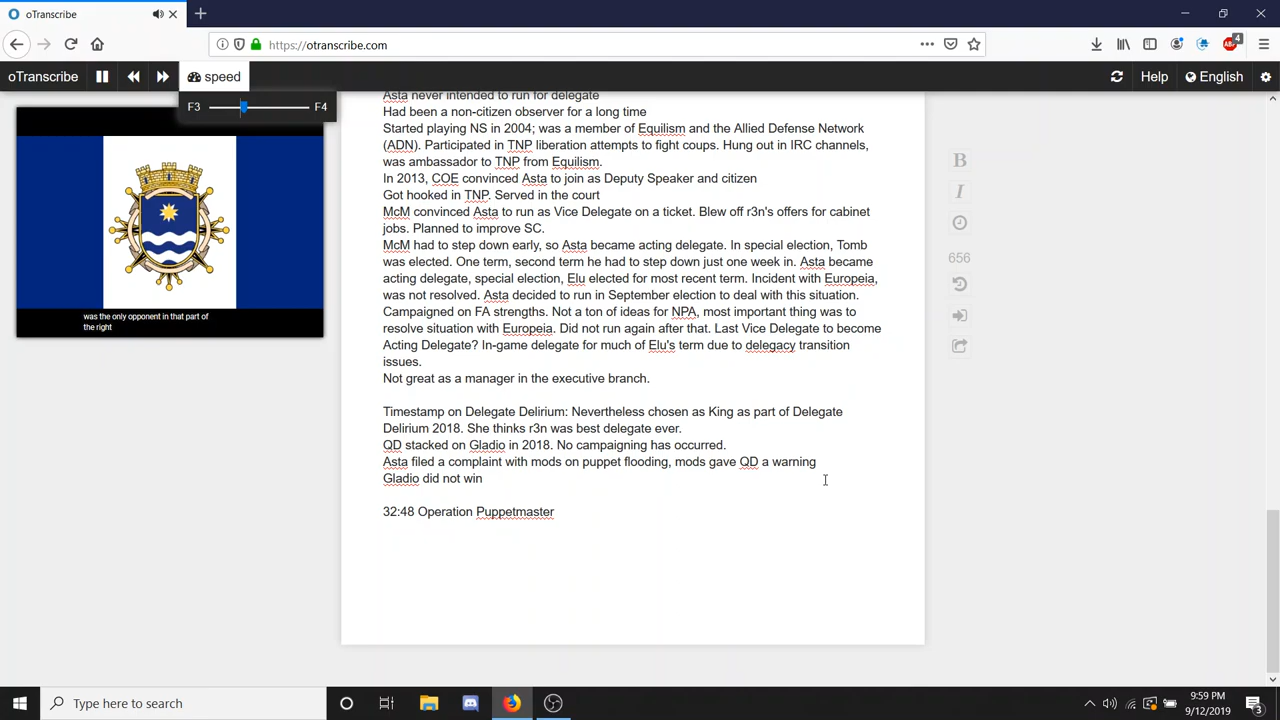 oTranscribe
https://otranscribe.com
4
oTranscribe
speed
Help
English
F3
F4
was the only opponent in that part of
the right
Asta never intended to run for delegate
Had been a non-citizen observer for a long time
Started playing NS in 2004; was a member of Equilism and the Allied Defense Network
(ADN). Participated in TNP liberation attempts to fight coups. Hung out in IRC channels,
was ambassador to TNP from Equilism.
In 2013, COE convinced Asta to join as Deputy Speaker and citizen
Got hooked in TNP. Served in the court
McM convinced Asta to run as Vice Delegate on a ticket. Blew off r3n's offers for cabinet
jobs. Planned to improve SC.
McM had to step down early, so Asta became acting delegate. In special election, Tomb
was elected. One term, second term he had to step down just one week in. Asta became
acting delegate, special election, Elu elected for most recent term. Incident with Europeia,
was not resolved. Asta decided to run in September election to deal with this situation.
Campaigned on FA strengths. Not a ton of ideas for NPA, most important thing was to
resolve situation with Europeia. Did not run again after that. Last Vice Delegate to become
Acting Delegate? In-game delegate for much of Elu's term due to delegacy transition
issues.
Not great as a manager in the executive branch.
Timestamp on Delegate Delirium: Nevertheless chosen as King as part of Delegate
Delirium 2018. She thinks r3n was best delegate ever.
QD stacked on Gladio in 2018. No campaigning has occurred.
Asta filed a complaint with mods on puppet flooding, mods gave QD a warning
Gladio did not win
32:48 Operation Puppetmaster
B
I
656
Type here to search
9:59 PM
9/12/2019
3